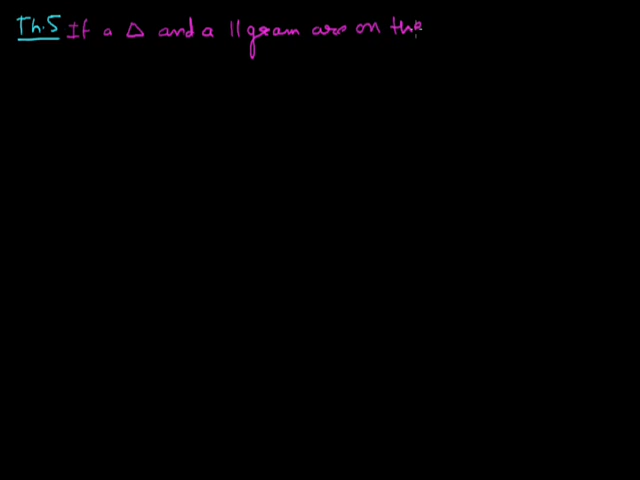 Th.5 If a △ and a || gram are on the